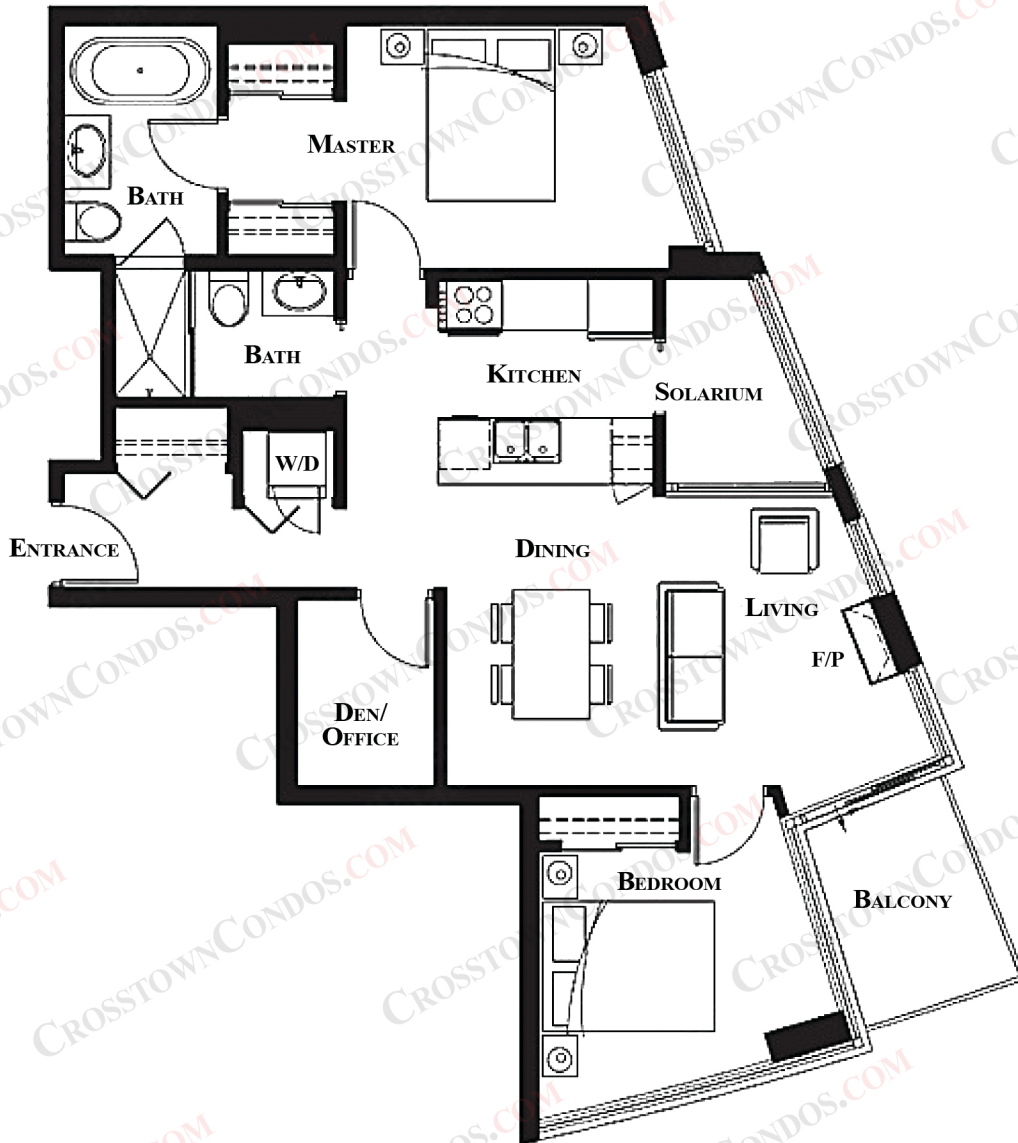 MASTER
BATH
BATH
KITCHEN
SOLARIUM
W/D
ENTRANCE
DINING
LIVING
F/P
DEN/
OFFICE
BEDROOM
BALCONY
CROSSTOWNCONDOS.COM